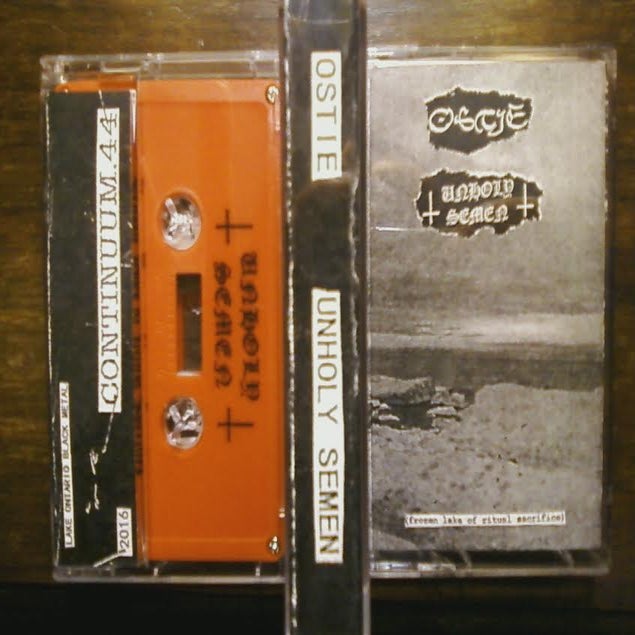 CONTINUUM.44
LAKE ONTARIO BLACK METAL
2016
UNHOLY
SEMEN
OSTIE
UNHOLY SEMEN
OSTIE
UNHOLY
SEMEN
(frozen lake of ritual sacrifice)